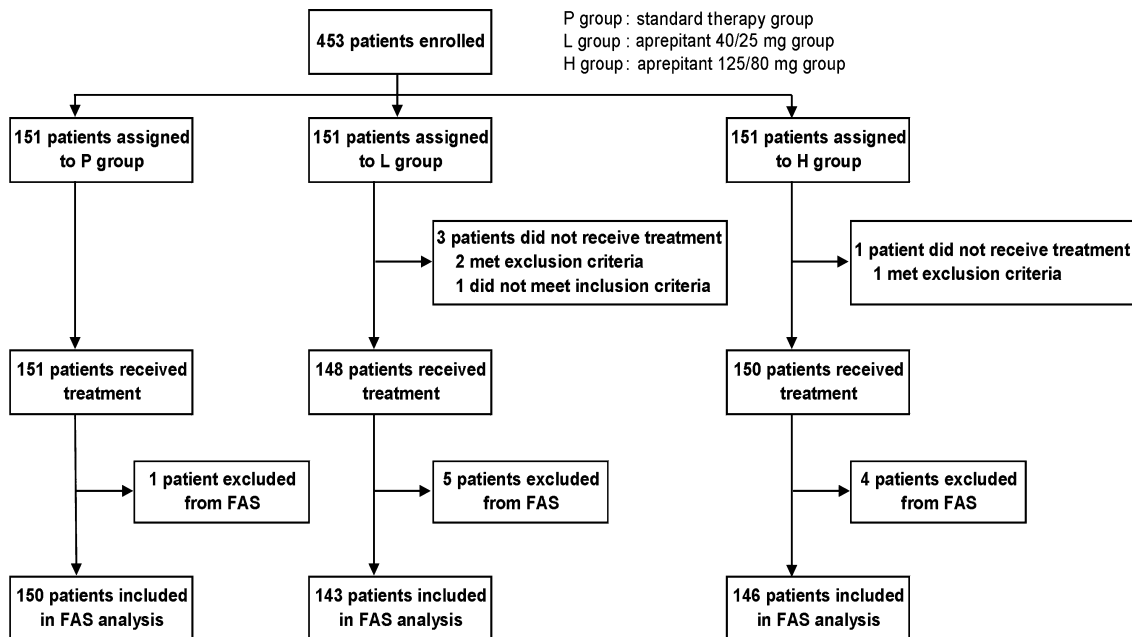 453 patients enrolled
P group : standard therapy group
L group : aprepitant 40/25 mg group
H group : aprepitant 125/80 mg group
151 patients assigned
to P group
151 patients assigned
to L group
151 patients assigned
to H group
3 patients did not receive treatment
2 met exclusion criteria
1 did not meet inclusion criteria
1 patient did not receive treatment
1 met exclusion criteria
151 patients received
treatment
148 patients received
treatment
150 patients received
treatment
1 patient excluded
from FAS
5 patients excluded
from FAS
4 patients excluded
from FAS
150 patients included
in FAS analysis
143 patients included
in FAS analysis
146 patients included
in FAS analysis